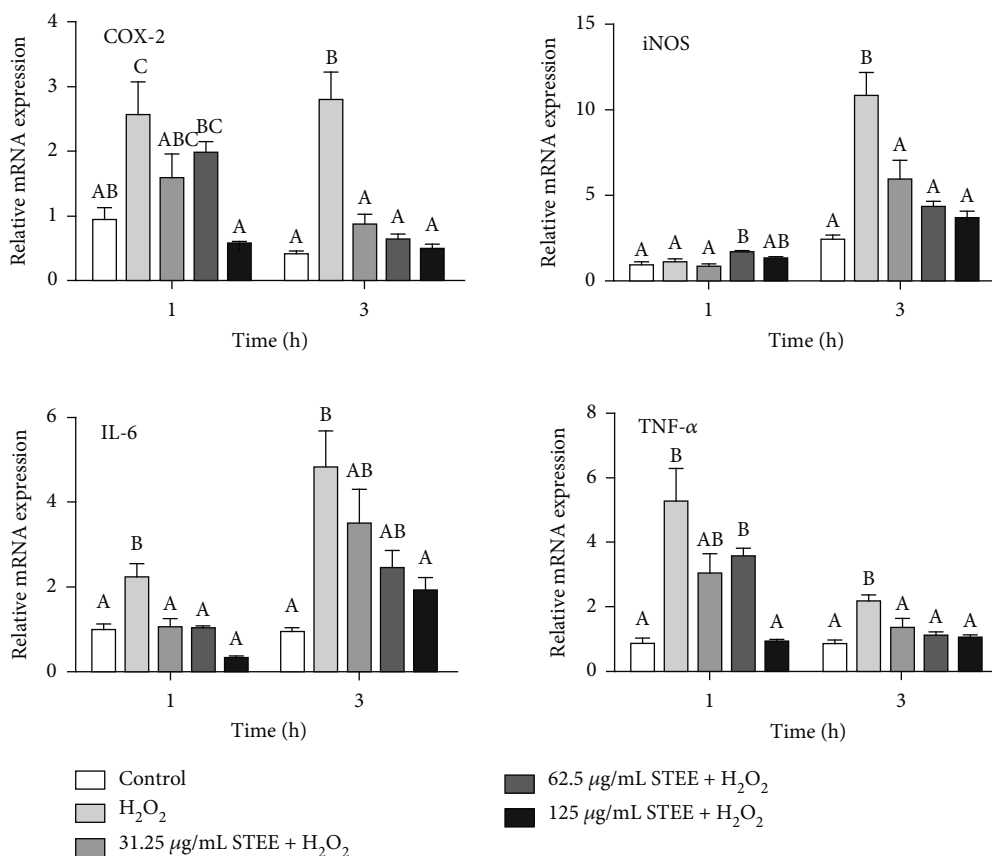 COX-2
Relative mRNA expression
4
3
2
1
0
AB
C
ABC
BC
A
A
B
A
A
A
1
3
Time (h)
iNOS
Relative mRNA expression
15
10
5
0
A
A
A
B
AB
A
B
A
A
A
1
3
Time (h)
IL-6
Relative mRNA expression
6
4
2
0
A
B
A
A
A
A
B
AB
AB
A
1
3
Time (h)
TNF-α
Relative mRNA expression
8
6
4
2
0
A
B
AB
B
A
A
B
A
A
A
1
3
Time (h)
Control
H₂O₂
31.25 μg/mL STEE + H₂O₂
62.5 μg/mL STEE + H₂O₂
125 μg/mL STEE + H₂O₂